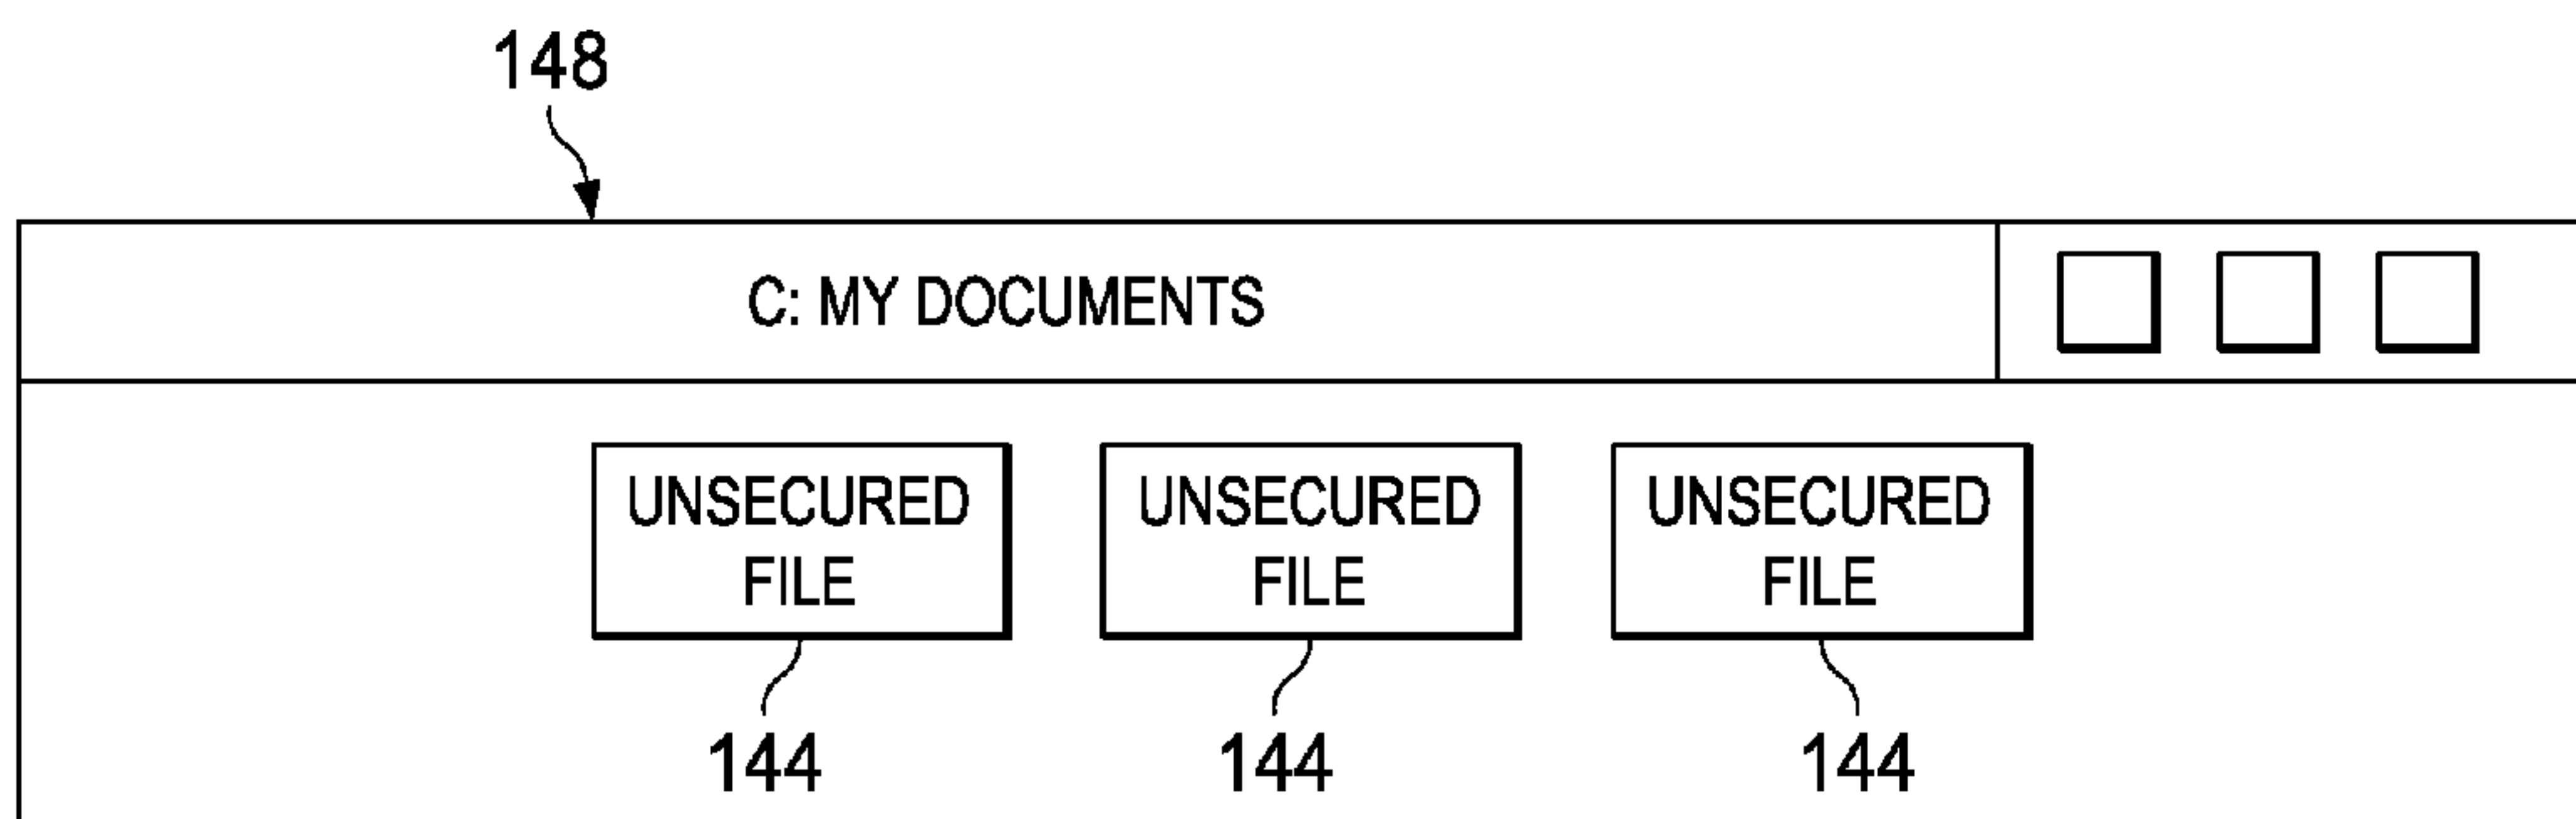 148
C: MY DOCUMENTS
UNSECURED UNSECURED UNSECURED
FILE FILE FILE
144 144 144